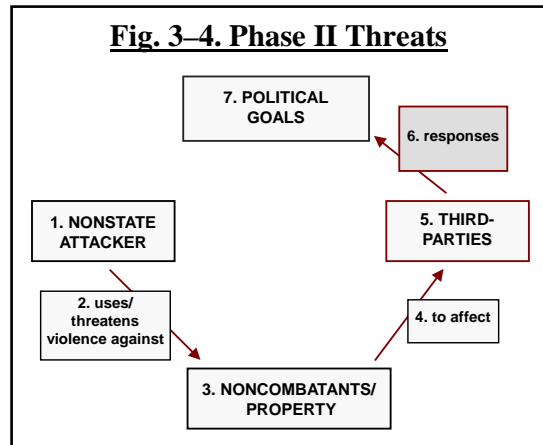 Fig. 3–4. Phase II Threats
7. POLITICAL
GOALS
6. responses
1. NONSTATE
ATTACKER
5. THIRD-
PARTIES
2. uses/
threatens
violence against
4. to affect
3. NONCOMBATANTS/
PROPERTY